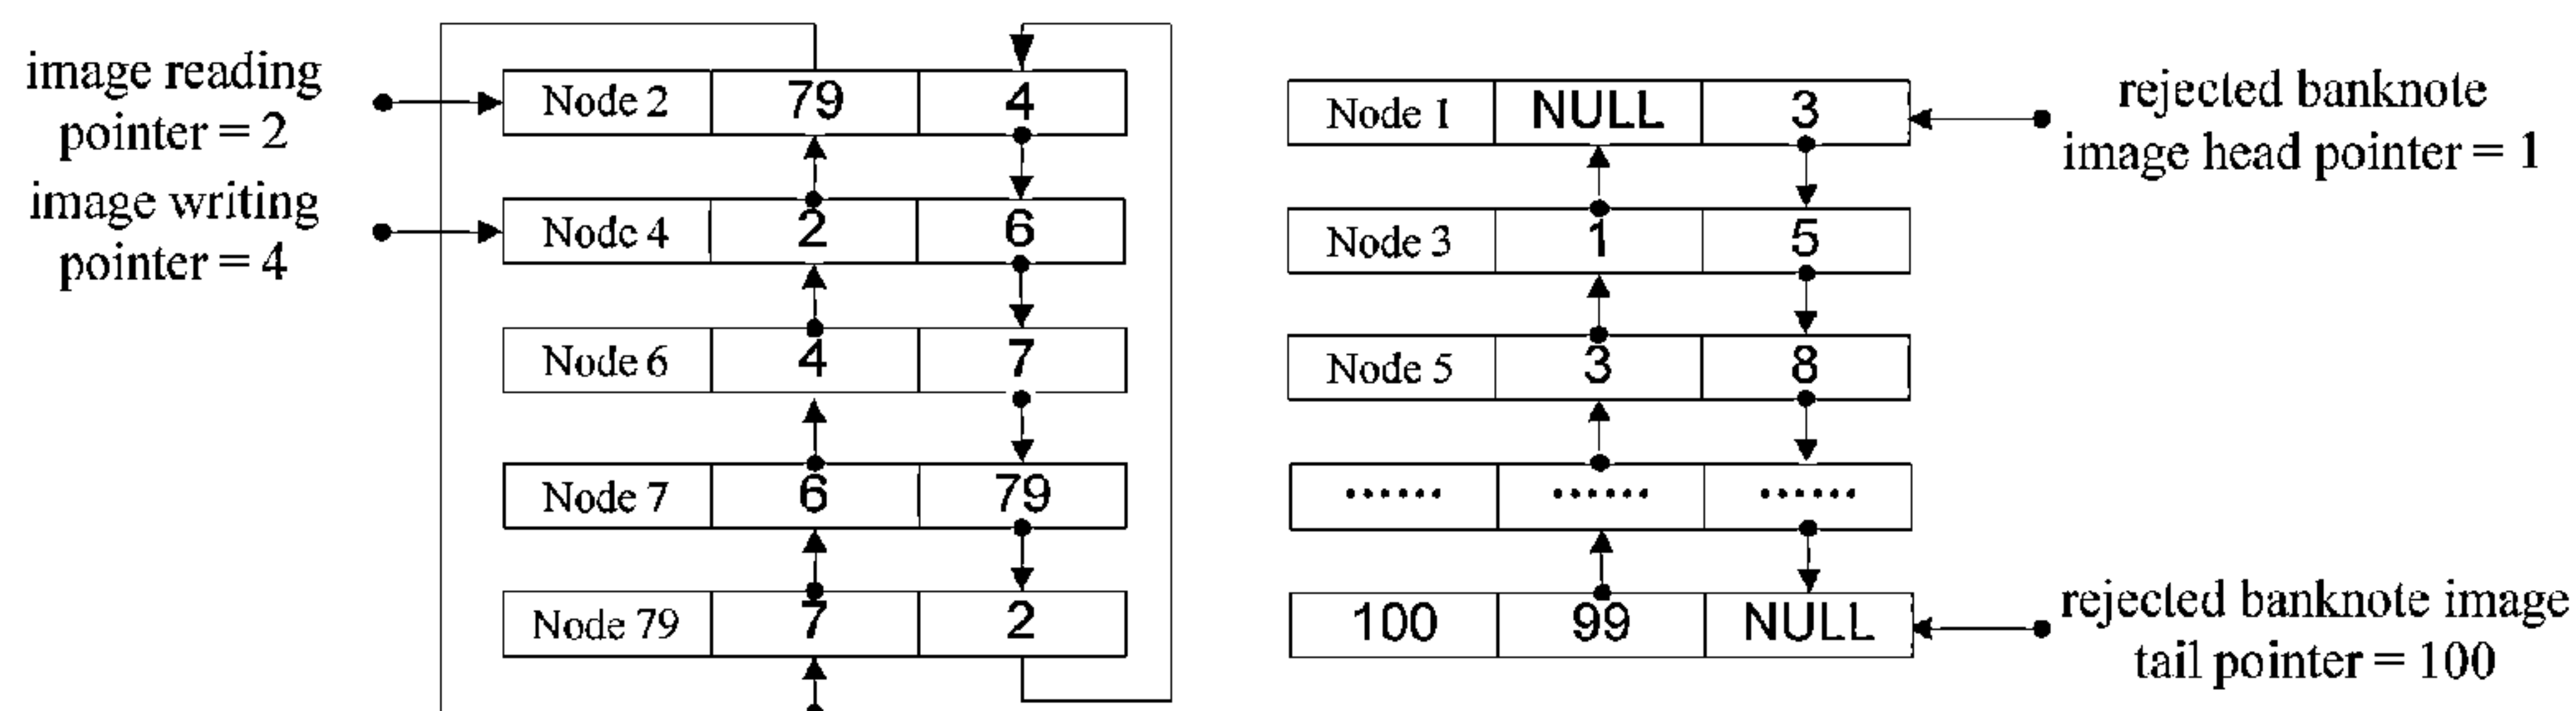 image reading
pointer = 2
image writing
pointer = 4
Node 2 79 4
Node 4 2 6
Node 6 4 7
Node 7 6 79
Node 79 7 2
Node 1 NULL 3
Node 3 1 5
Node 5 3 8
...... ...... ......
100 99 NULL
rejected banknote
image head pointer = 1
rejected banknote image
tail pointer = 100